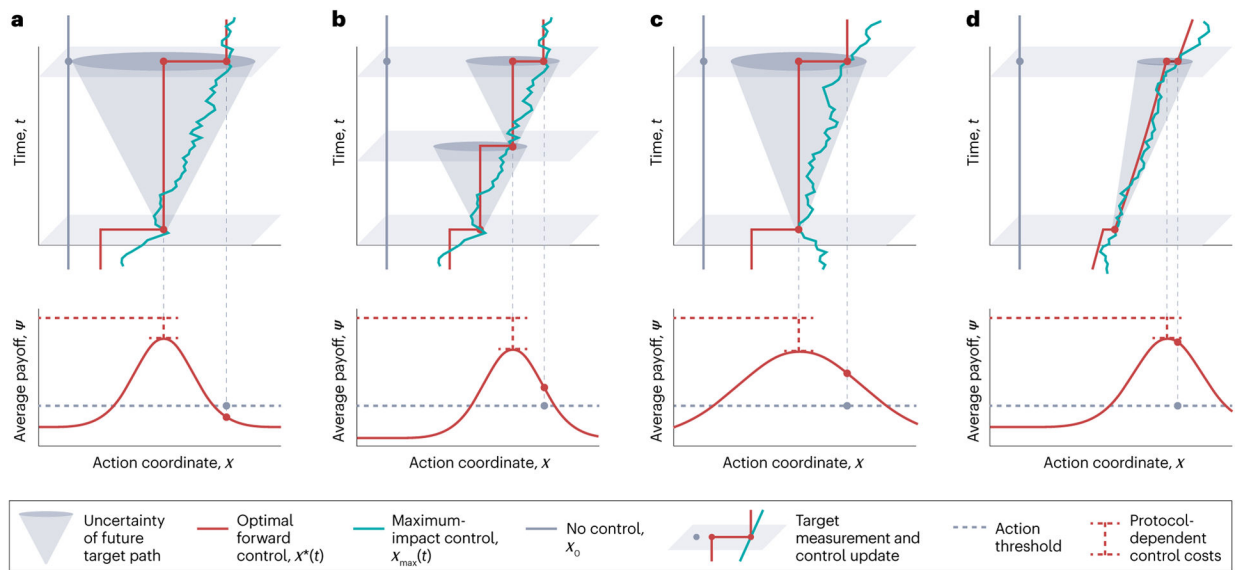 a
b
c
d
Time, t
Time, t
Time, t
Time, t
Average payoff, ψ
Average payoff, ψ
Average payoff, ψ
Average payoff, ψ
Action coordinate, x
Action coordinate, x
Action coordinate, x
Action coordinate, x
Uncertainty
of future
target path
Optimal
forward
control, x*(t)
Maximum-
impact control,
xmax(t)
No control,
x0
Target
measurement and
control update
Action
threshold
Protocol-
dependent
control costs